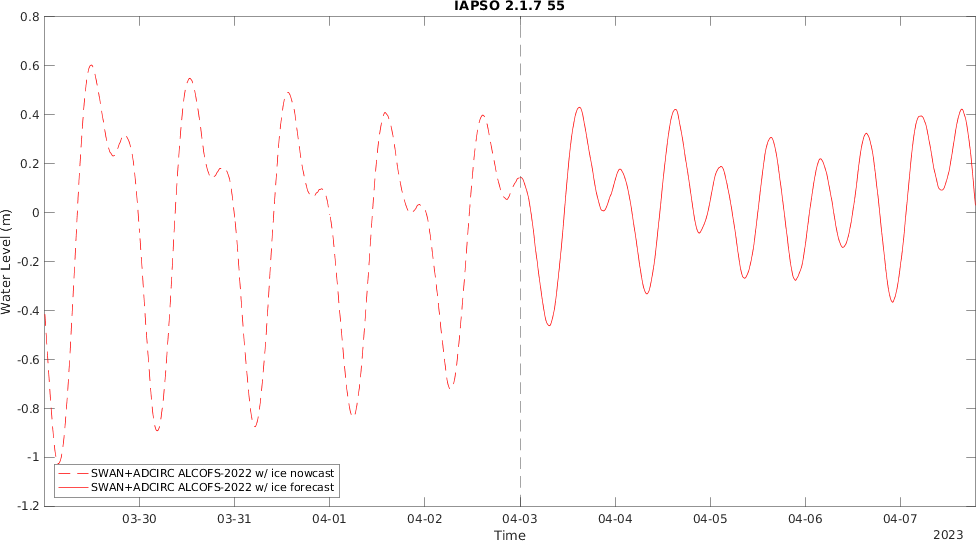 IAPSO 2.1.7 55
0.8
0.6
0.4
0.2
0
-0.2
-0.4
-0.6
-0.8
-1
-1.2
Water Level (m)
SWAN+ADCIRC ALCOFS-2022 w/ ice nowcast
SWAN+ADCIRC ALCOFS-2022 w/ ice forecast
03-30 03-31 04-01 04-02 04-03 04-04 04-05 04-06 04-07
Time
2023